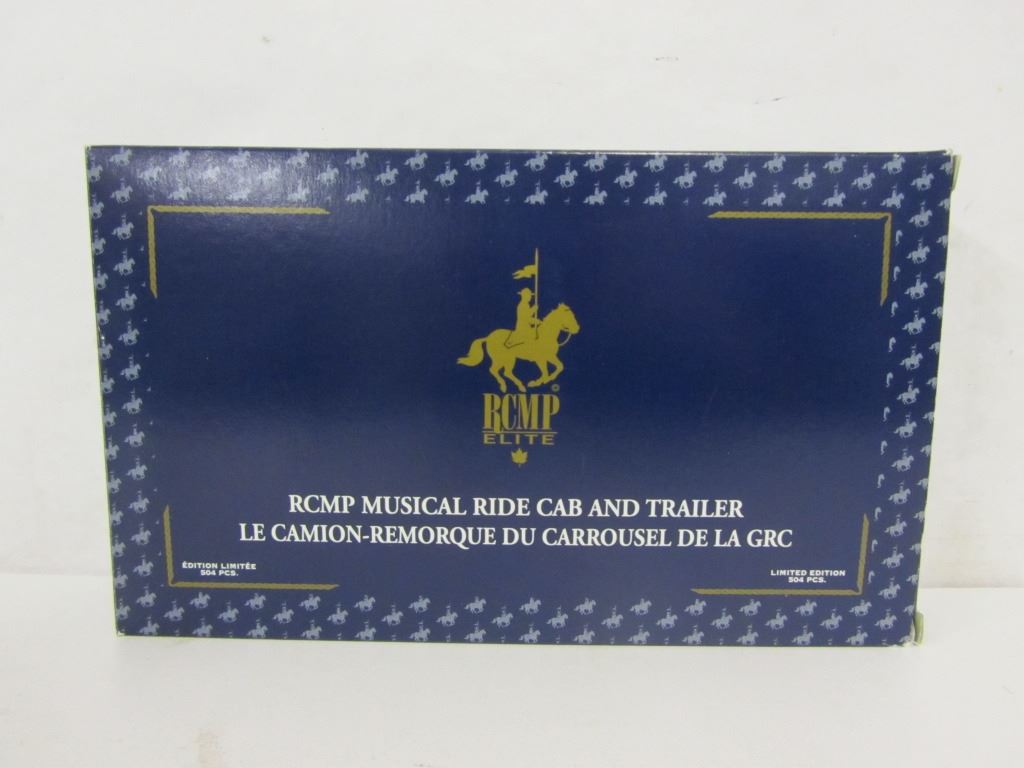 ©
RCMP
ELITE
RCMP MUSICAL RIDE CAB AND TRAILER
LE CAMION-REMORQUE DU CARROUSEL DE LA GRC
ÉDITION LIMITÉE
504 PCS.
LIMITED EDITION
504 PCS.